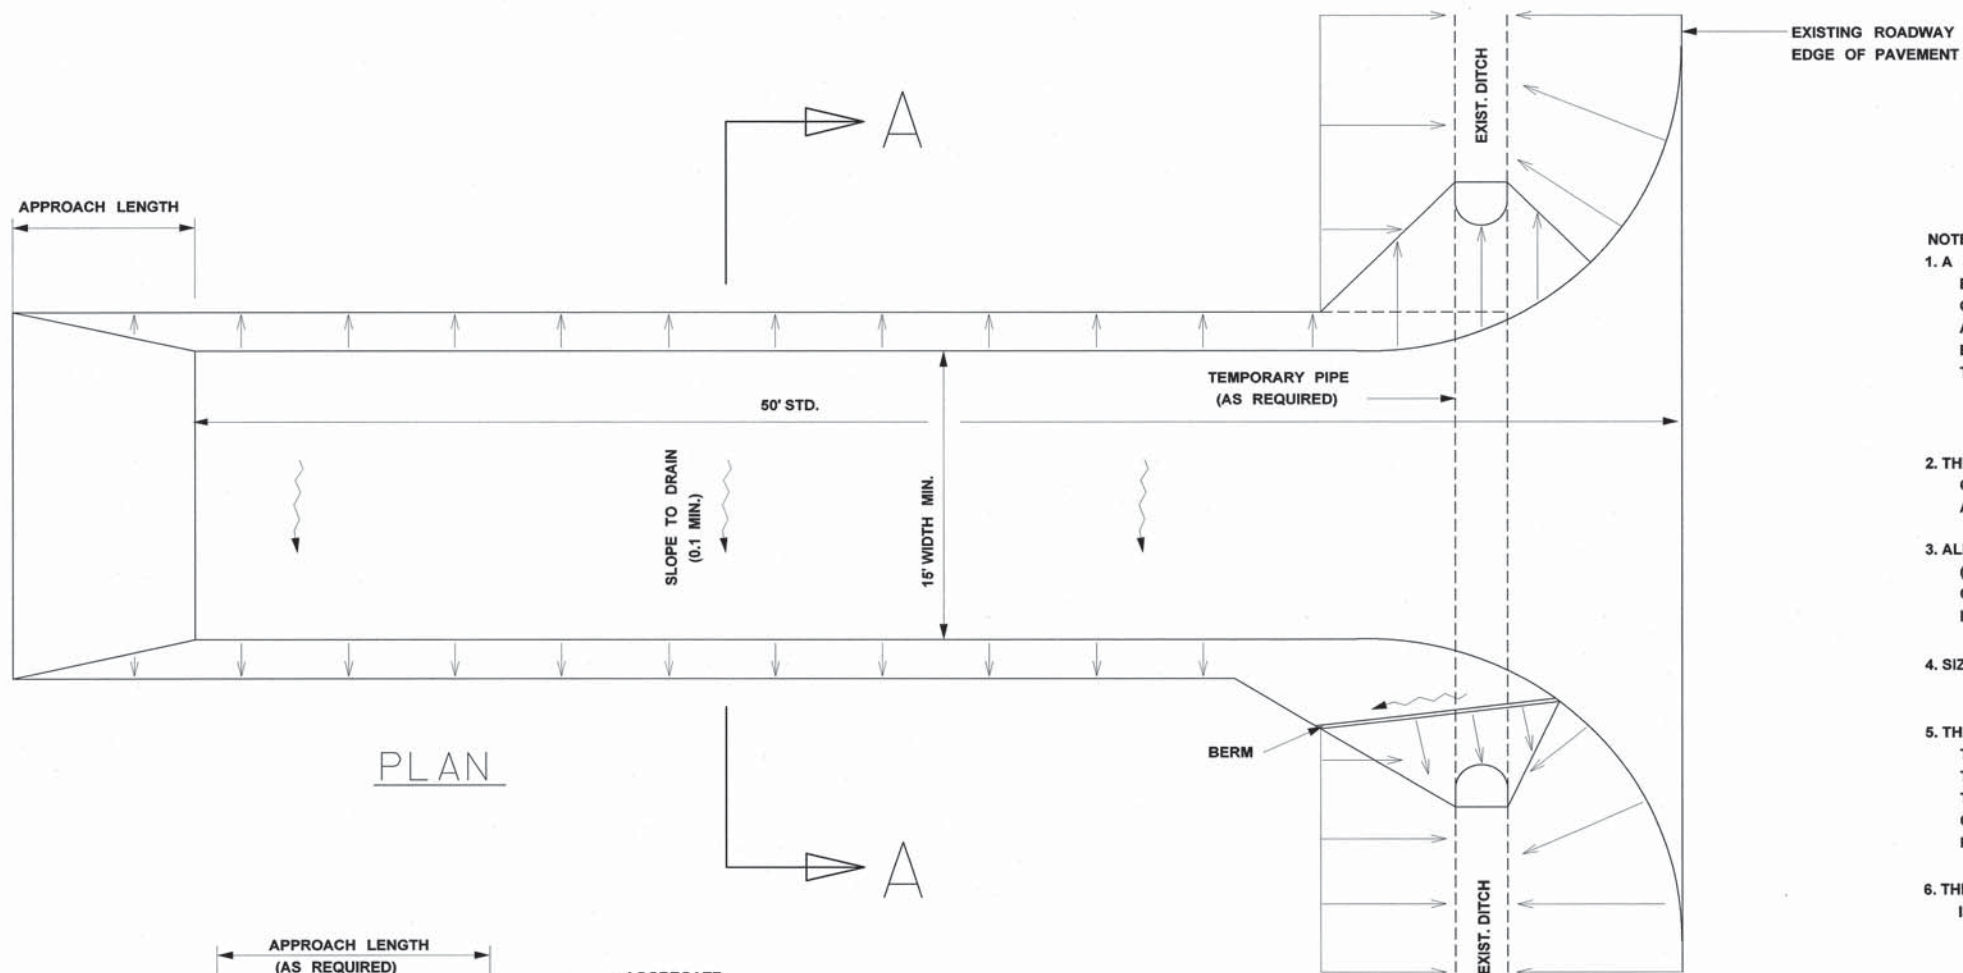 EXISTING ROADWAY
EDGE OF PAVEMENT
EXIST. DITCH
A
APPROACH LENGTH
TEMPORARY PIPE
(AS REQUIRED)
50' STD.
SLOPE TO DRAIN
(0.1 MIN.)
15' WIDTH MIN.
BERM
PLAN
A
EXIST. DITCH
APPROACH LENGTH
(AS REQUIRED)
1. A
2. TH
3. AL
4. SIZ
5. TH
6. TH